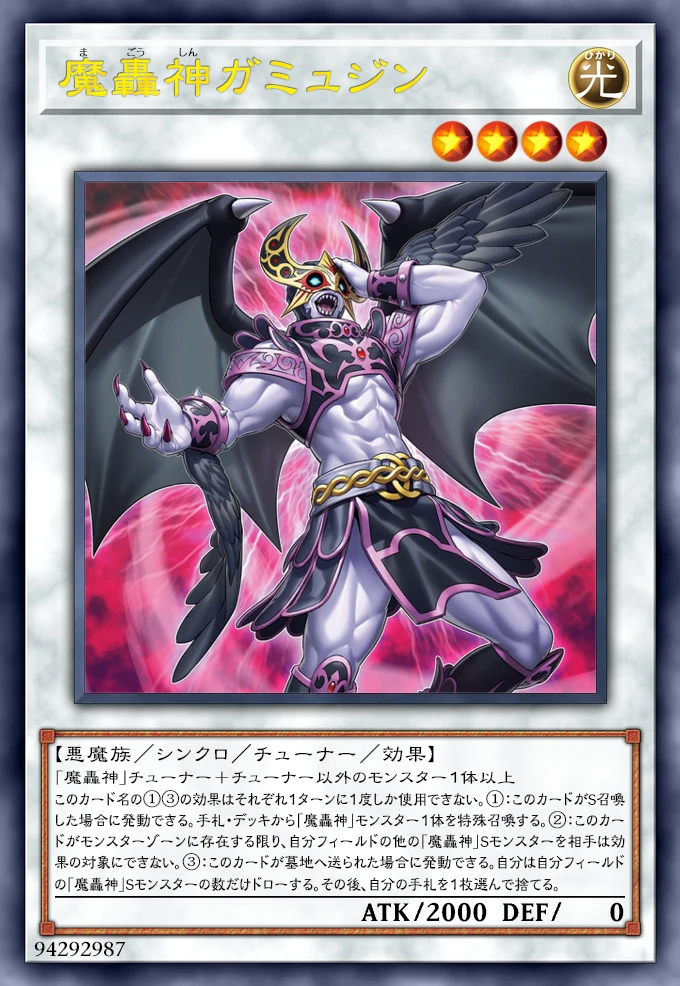 ま ごう しん
魔轟神ガミュジン
ひかり
光
【悪魔族／シンクロ／チューナー／効果】
「魔轟神」チューナー＋チューナー以外のモンスター1体以上
このカード名の①③の効果はそれぞれ1ターンに1度しか使用できない。①：このカードがS召喚
した場合に発動できる。手札・デッキから「魔轟神」モンスター1体を特殊召喚する。②：このカー
ドがモンスターゾーンに存在する限り、自分フィールドの他の「魔轟神」Sモンスターを相手は効
果の対象にできない。③：このカードが墓地へ送られた場合に発動できる。自分は自分フィールド
の「魔轟神」Sモンスターの数だけドローする。その後、自分の手札を1枚選んで捨てる。
ATK/2000 DEF/ 0
94292987